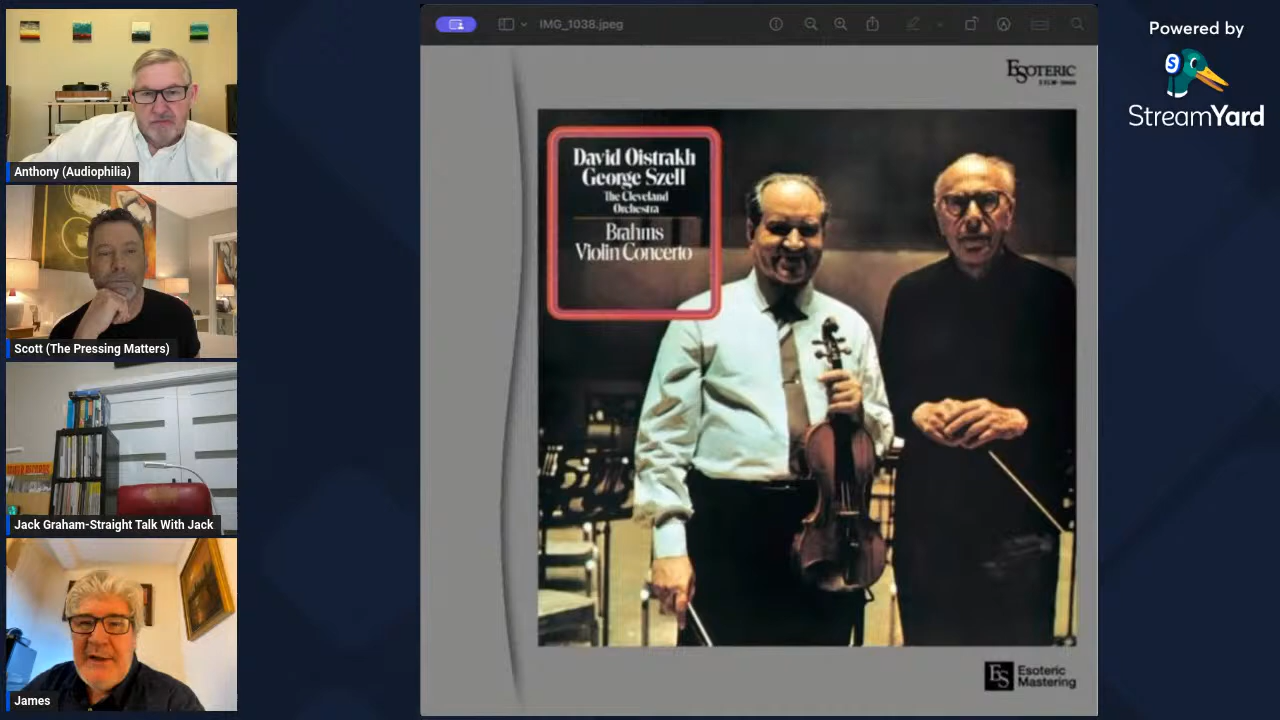 Anthony (Audiophilia)
Scott (The Pressing Matters)
Jack Graham-Straight Talk With Jack
James
IMG_1038.jpeg
ESOTERIC
David Oistrakh
George Szell
The Cleveland
Orchestra
Brahms
Violin Concerto
ES
Esoteric
Mastering
Powered by
S
StreamYard